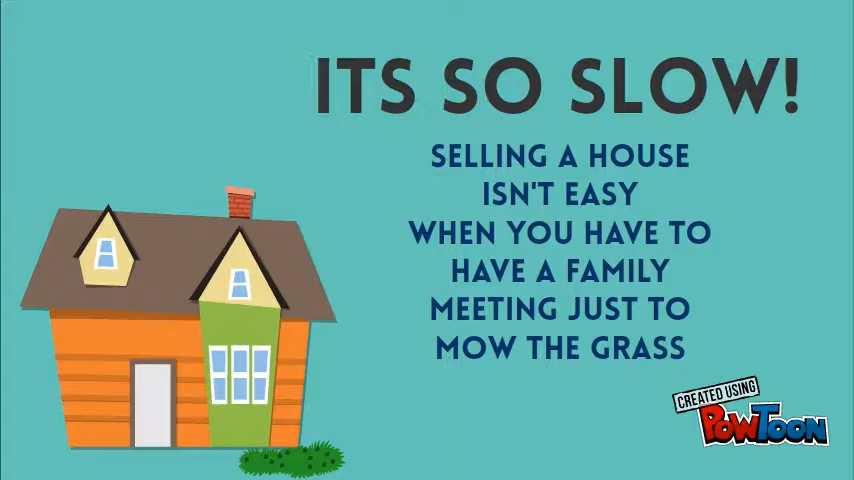 ITS SO SLOW!
SELLING A HOUSE
ISN'T EASY
WHEN YOU HAVE TO
HAVE A FAMILY
MEETING JUST TO
MOW THE GRASS
CREATED USING
POWTOON